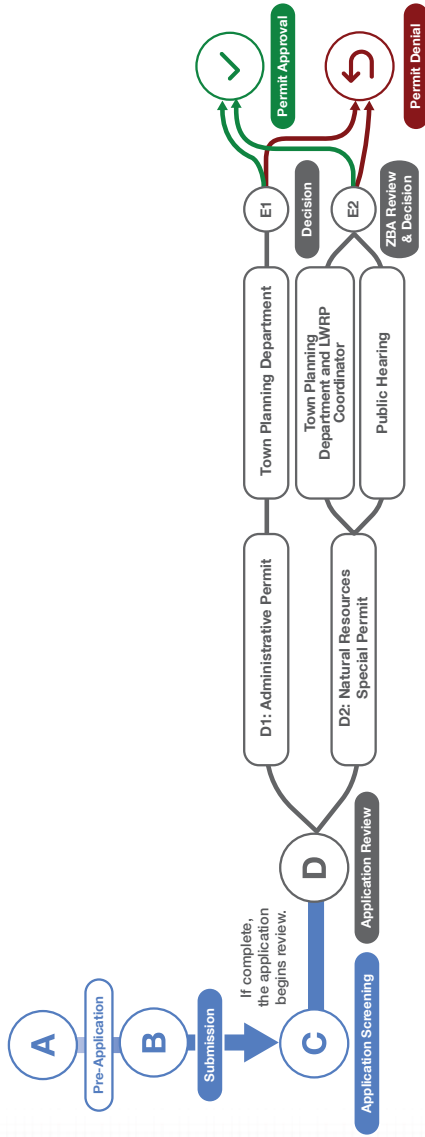 A
Pre-Application
B
Submission
C
Application Screening
If complete,
the application
begins review.
D
Application Review
D1: Administrative Permit
D2: Natural Resources
Special Permit
Town Planning Department
Town Planning
Department and LWRP
Coordinator
Public Hearing
E1
Decision
E2
ZBA Review
& Decision
Permit Approval
Permit Denial